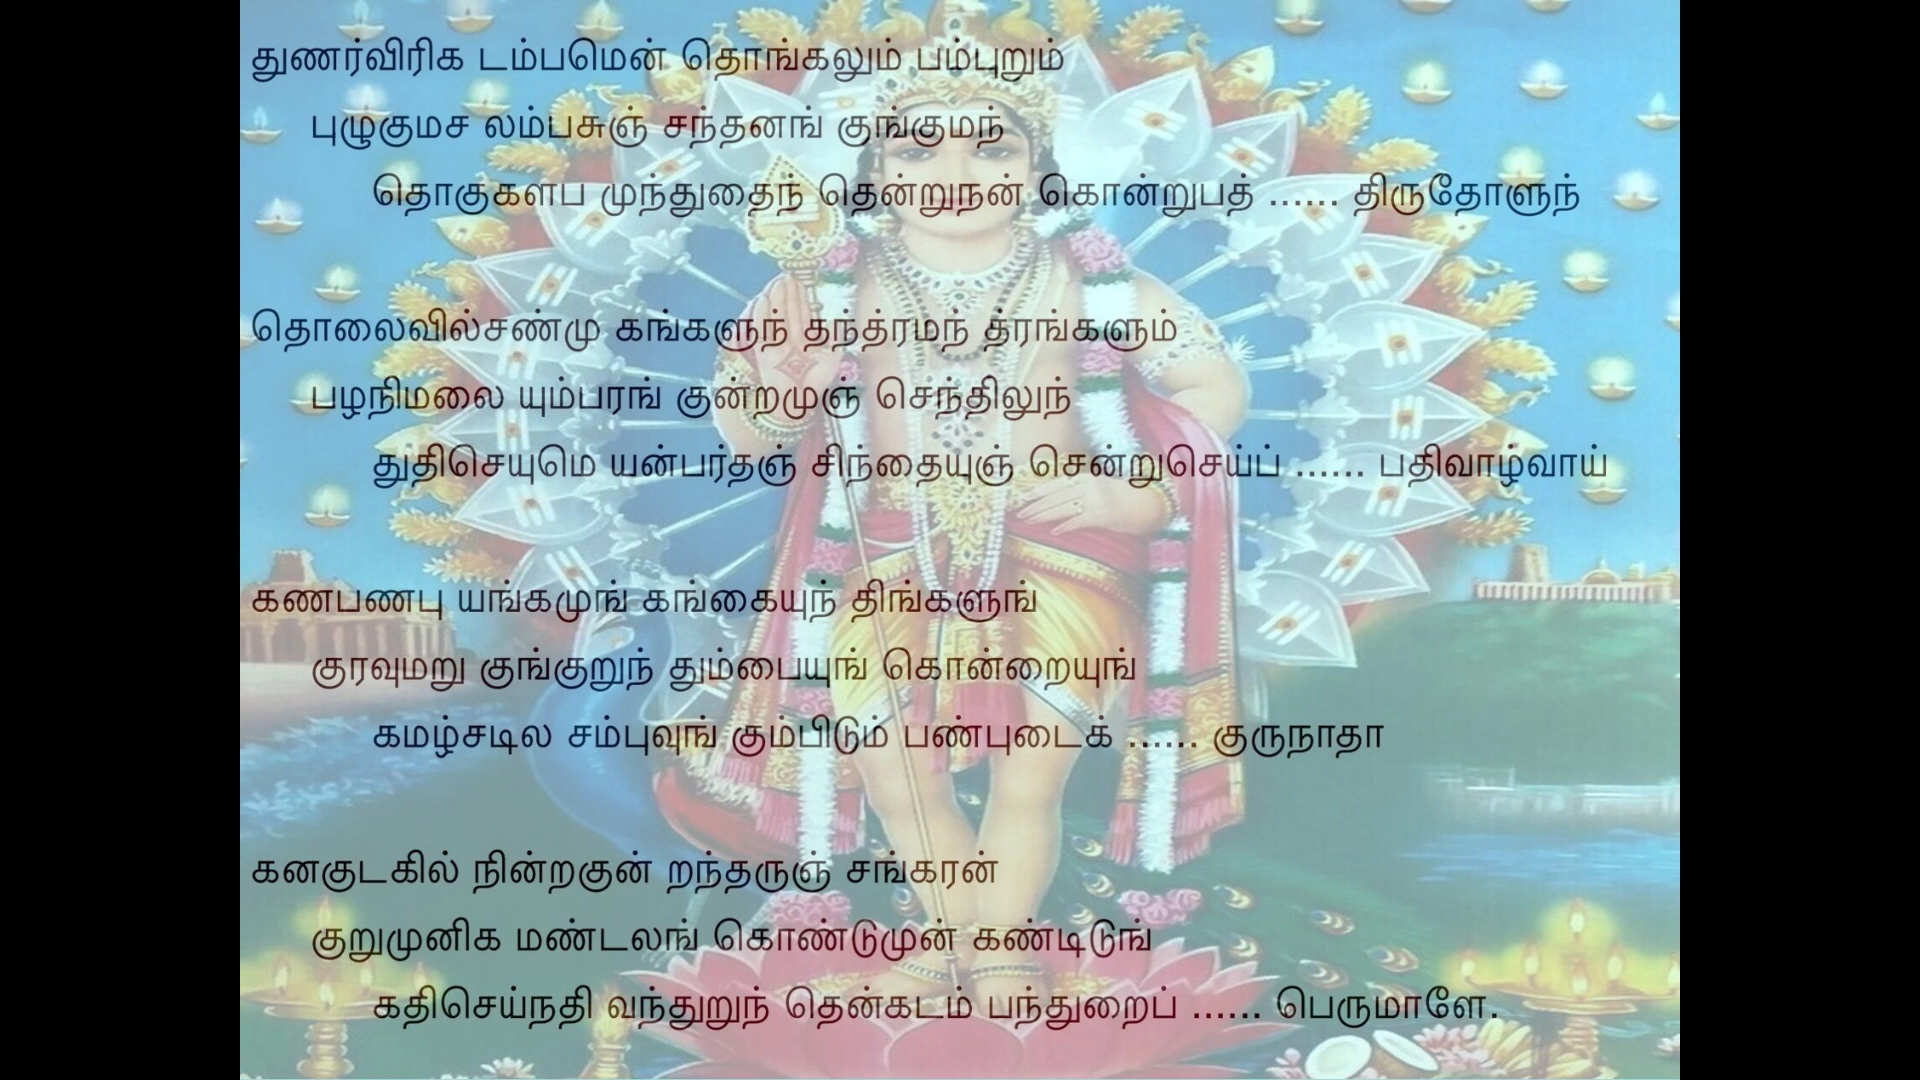 துணர்விரிக டம்பமென் தொங்கலும் பம்புறும்
புழுகுமச லம்பசுஞ் சந்தனங் குங்குமந்
தொகுகளப முந்துதைந் தென்றுநன் கொன்றுபத் ...... திருதோளுந்
தொலைவில்சண்மு கங்களுந் தந்த்ரமந் த்ரங்களும்
பழநிமலை யும்பரங் குன்றமுஞ் செந்திலுந்
துதிசெயுமெ யன்பர்தஞ் சிந்தையுஞ் சென்றுசெய்ப் ...... பதிவாழ்வாய்
கணபணபு யங்கமுங் கங்கையுந் திங்களுங்
குரவுமறு குங்குறுந் தும்பையுங் கொன்றையுங்
கமழ்சடில சம்புவுங் கும்பிடும் பண்புடைக் ...... குருநாதா
கனகுடகில் நின்றகுன் றந்தருஞ் சங்கரன்
குறுமுனிக மண்டலங் கொண்டுமுன் கண்டிடுங்
கதிசெய்நதி வந்துறுந் தென்கடம் பந்துறைப் ...... பெருமாளே.